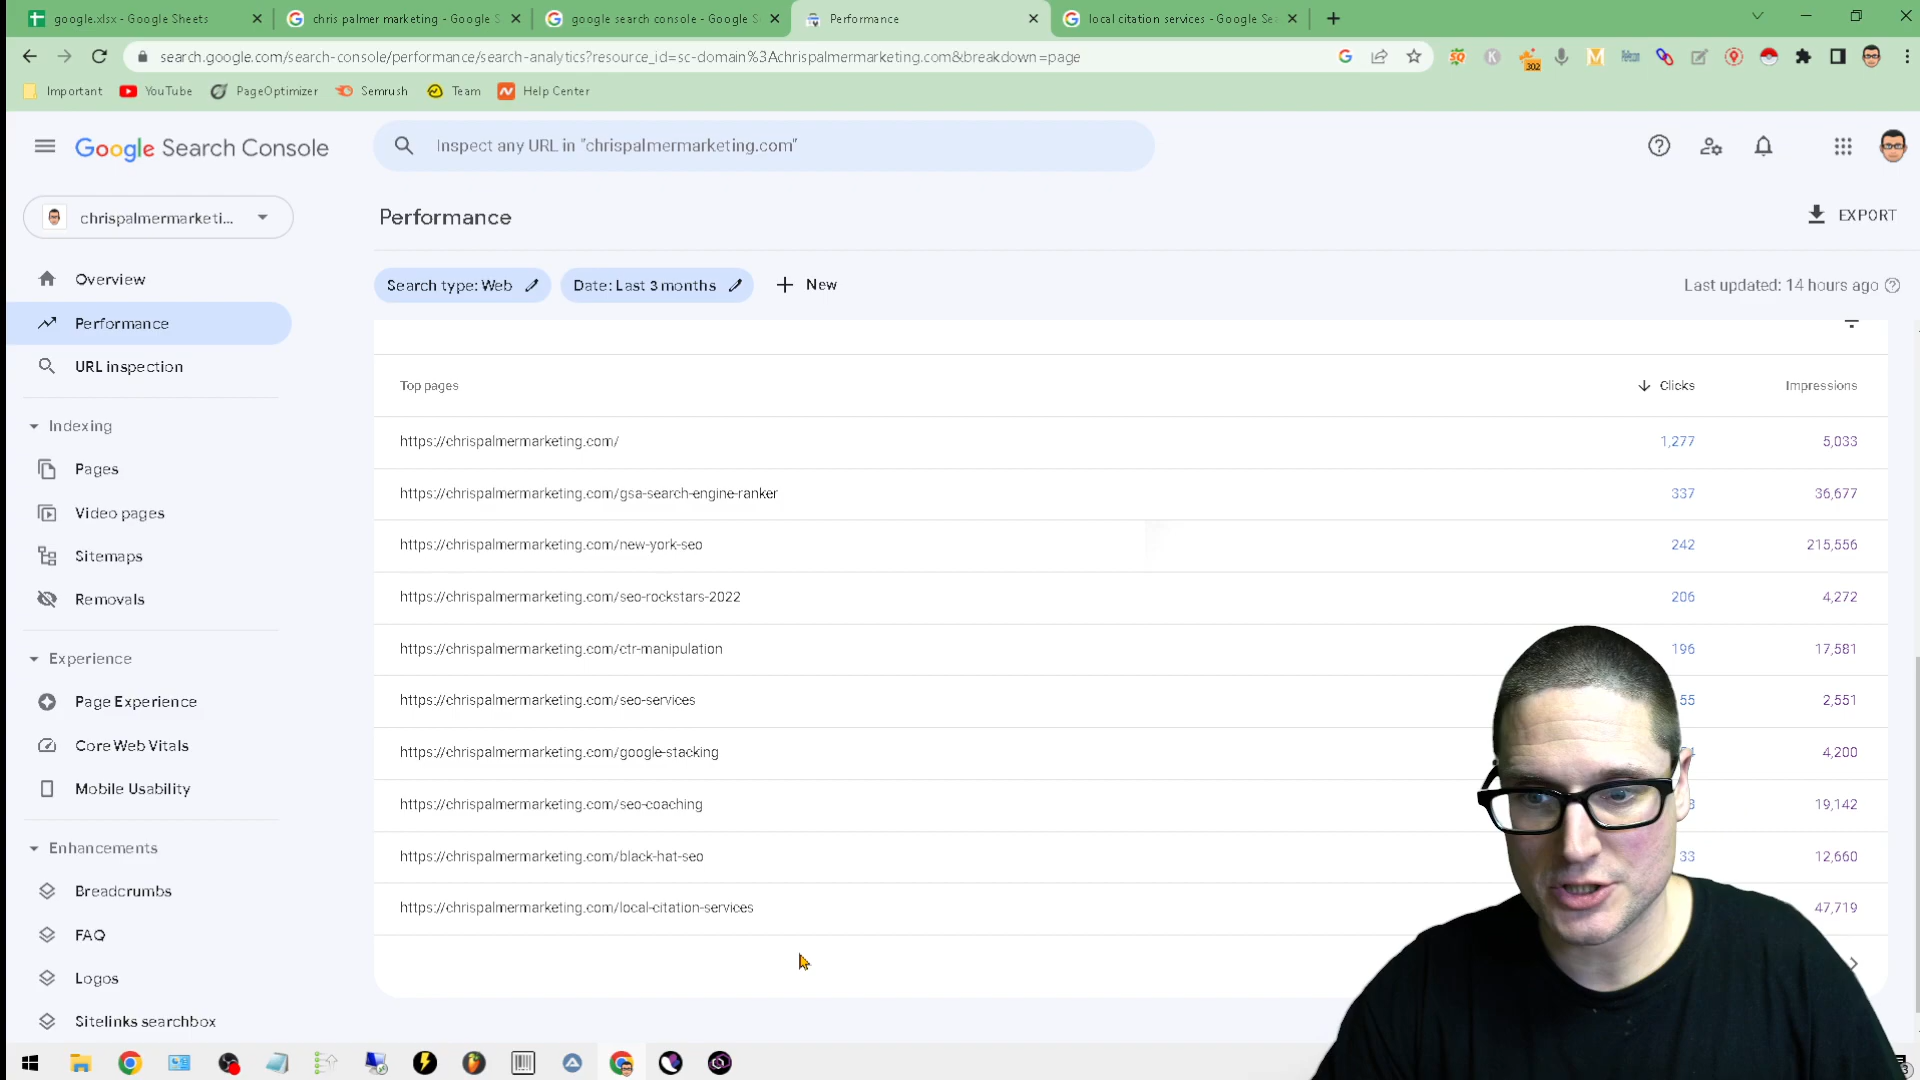 google.xlsx - Google Sheets
chris palmer marketing - Google S
google search console - Google S
Performance
local citation services - Google Sea
search.google.com/search-console/performance/search-analytics?resource_id=sc-domain%3Achrispalmermarketing.com&breakdown=page
302
Important
YouTube
PageOptimizer
Semrush
Team
Help Center
Google Search Console
Inspect any URL in "chrispalmermarketing.com"
chrispalmermarketi...
Performance
EXPORT
Search type: Web
Date: Last 3 months
New
Last updated: 14 hours ago
Overview
Performance
URL inspection
Indexing
Pages
Video pages
Sitemaps
Removals
Experience
Page Experience
Core Web Vitals
Mobile Usability
Enhancements
Breadcrumbs
FAQ
Logos
Sitelinks searchbox
Top pages Clicks Impressions
https://chrispalmermarketing.com/ 1,277 5,033
https://chrispalmermarketing.com/gsa-search-engine-ranker 337 36,677
https://chrispalmermarketing.com/new-york-seo 242 215,556
https://chrispalmermarketing.com/seo-rockstars-2022 206 4,272
https://chrispalmermarketing.com/ctr-manipulation 196 17,581
https://chrispalmermarketing.com/seo-services 55 2,551
https://chrispalmermarketing.com/google-stacking 4,200
https://chrispalmermarketing.com/seo-coaching 19,142
https://chrispalmermarketing.com/black-hat-seo 33 12,660
https://chrispalmermarketing.com/local-citation-services 47,719